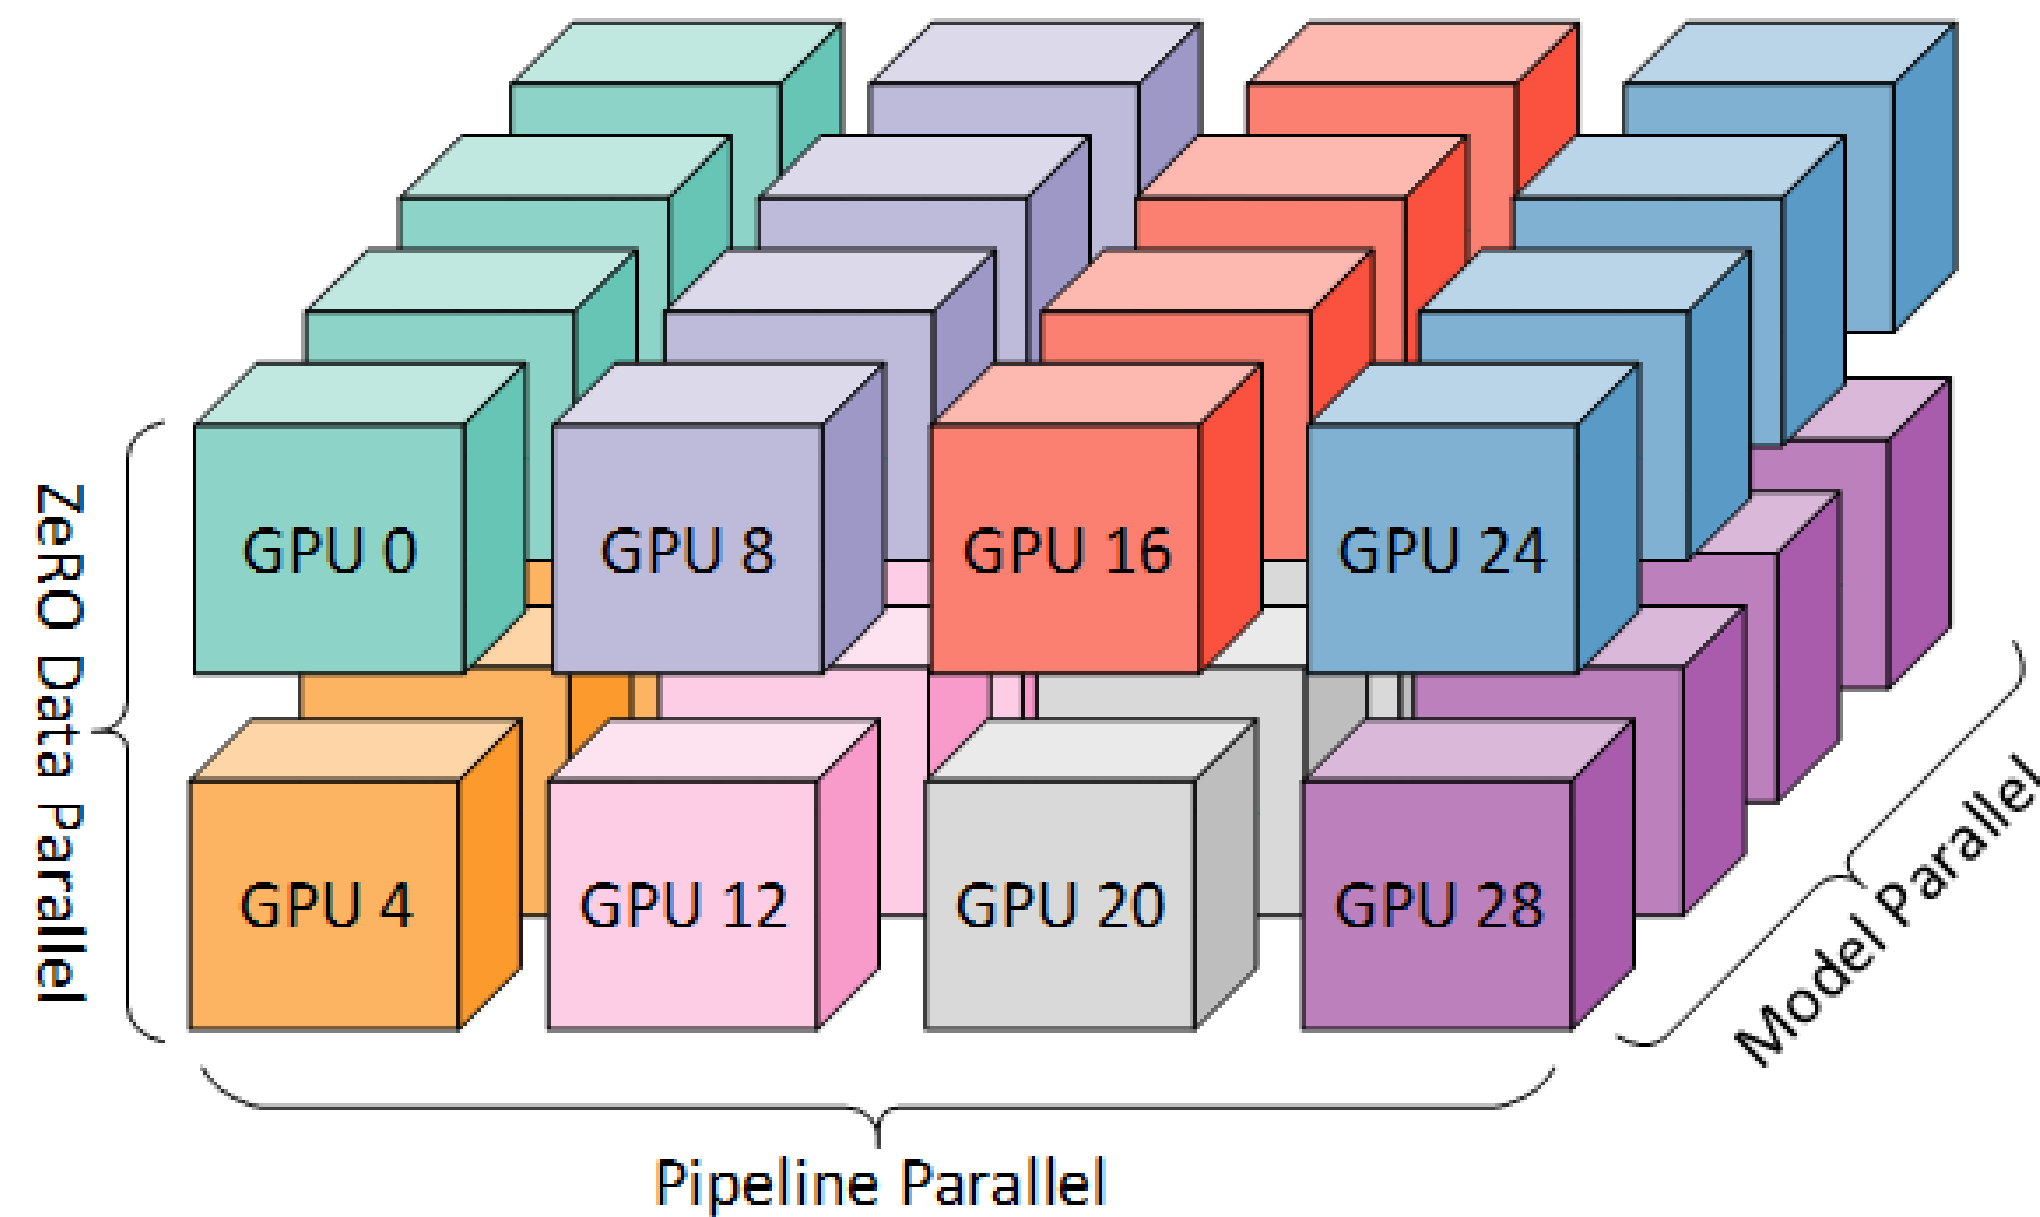 GPU 0
GPU 8
GPU 16
GPU 24
GPU 4
GPU 12
GPU 20
GPU 28
ZeRO Data Parallel
Model Parallel
Pipeline Parallel